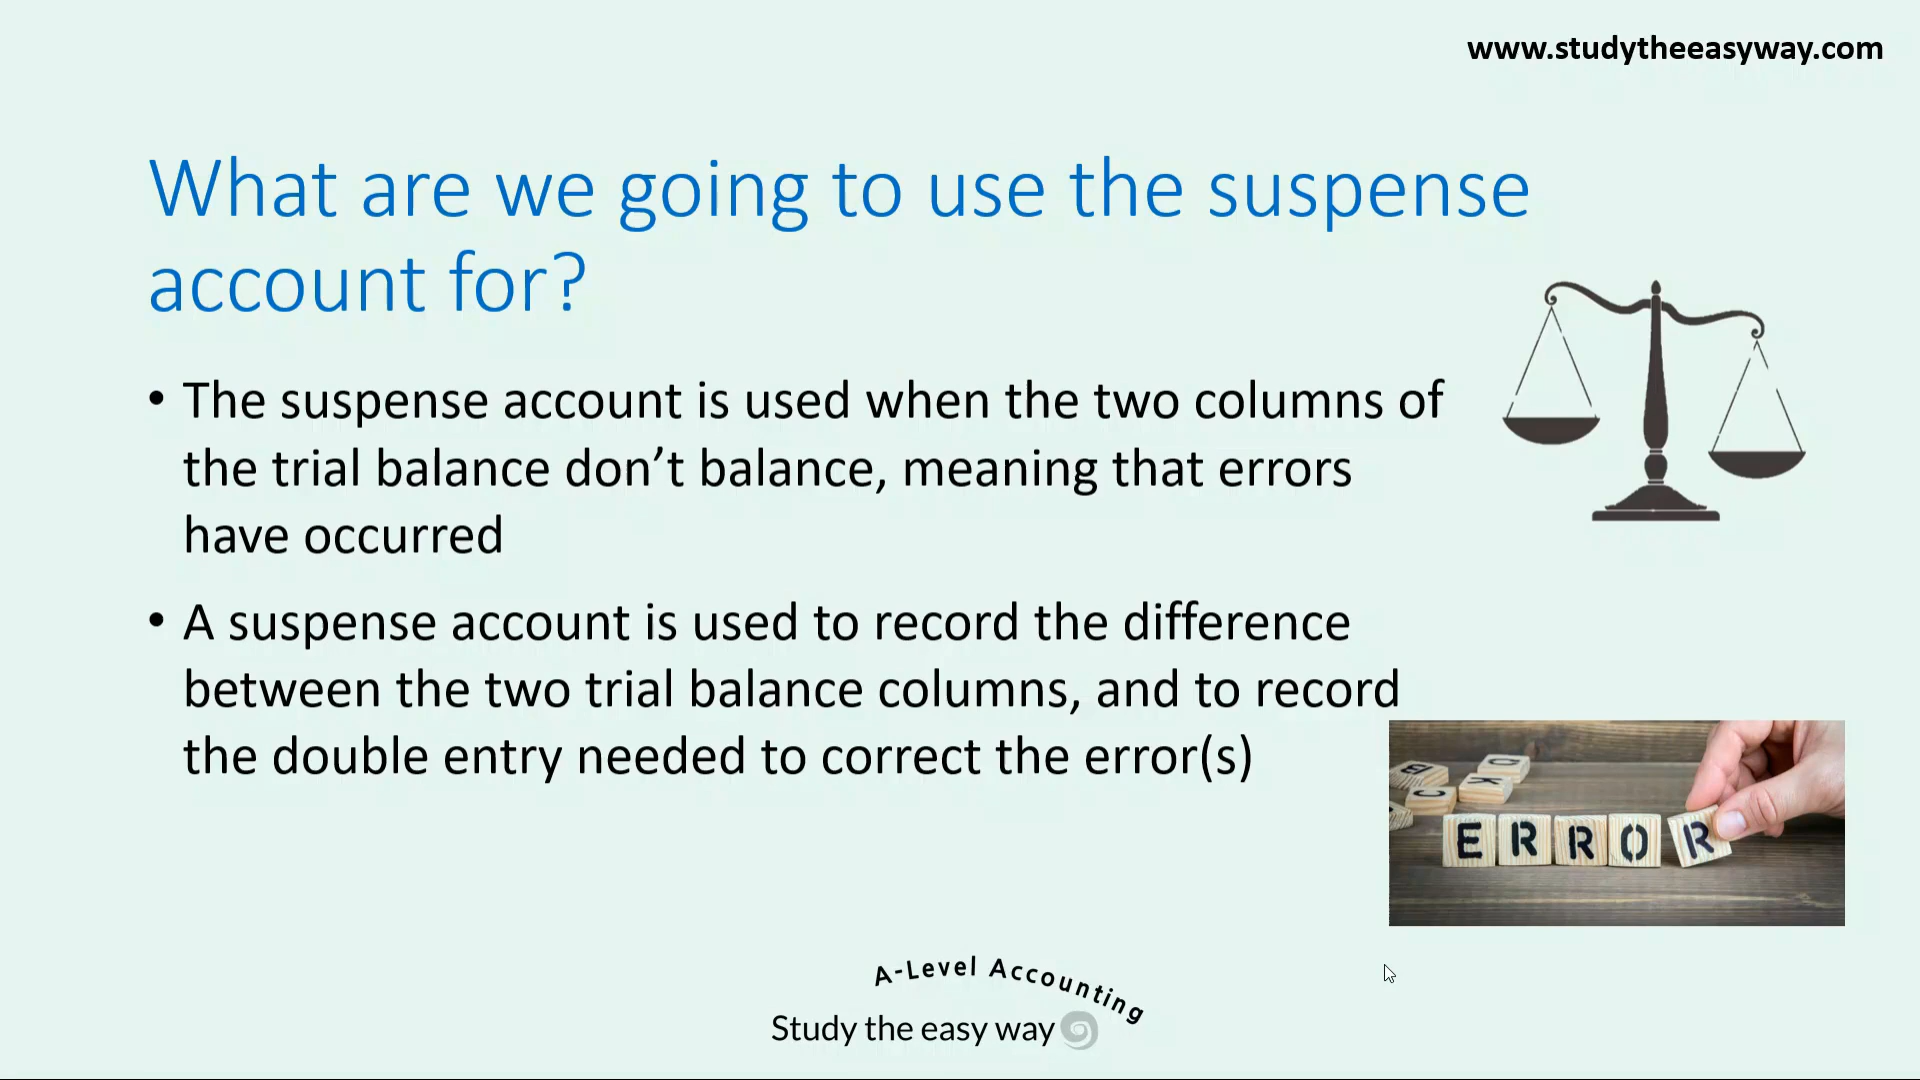 www.studytheeasyway.com
What are we going to use the suspense
account for?
• The suspense account is used when the two columns of
the trial balance don’t balance, meaning that errors
have occurred
• A suspense account is used to record the difference
between the two trial balance columns, and to record
the double entry needed to correct the error(s)
B
O
C
K
E R R O R
A-Level Accounting
Study the easy way